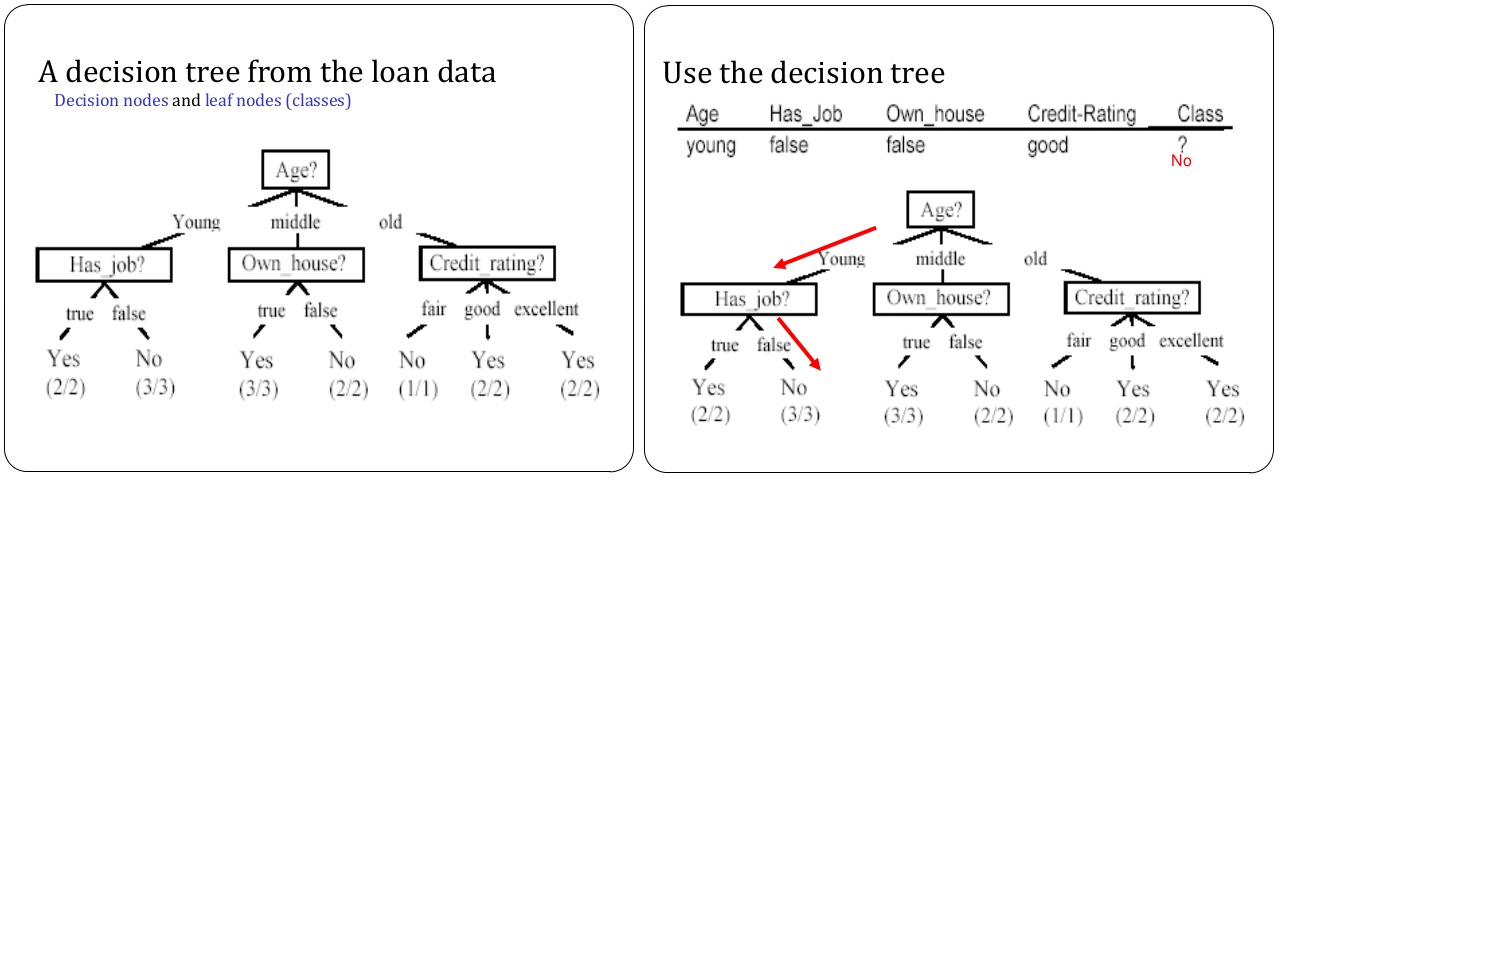 A decision tree from the loan data
Decision nodes and leaf nodes (classes)
Age?
Young middle old
Has_job? Own_house? Credit_rating?
true false true false fair good excellent
Yes No Yes No No Yes Yes
(2/2) (3/3) (3/3) (2/2) (1/1) (2/2) (2/2)
Use the decision tree
Age Has_Job Own_house Credit-Rating Class
young false false good ?
No
Age?
Young middle old
Has_job? Own_house? Credit_rating?
true false true false fair good excellent
Yes No Yes No No Yes Yes
(2/2) (3/3) (3/3) (2/2) (1/1) (2/2) (2/2)